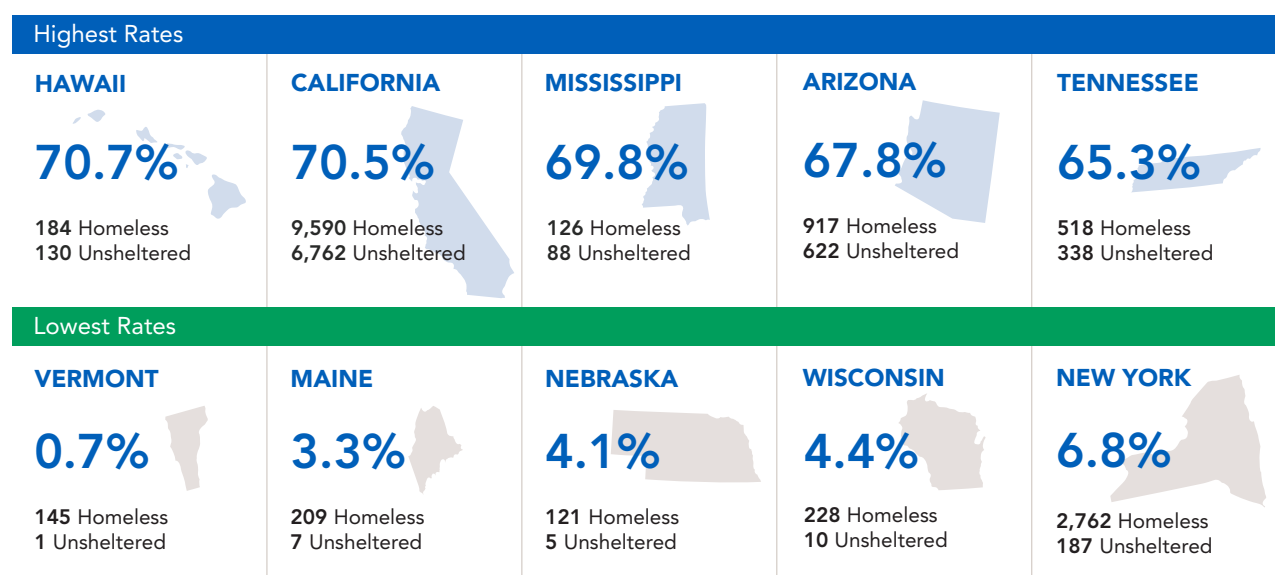 Highest Rates
HAWAII
70.7%
184 Homeless
130 Unsheltered
CALIFORNIA
70.5%
9,590 Homeless
6,762 Unsheltered
MISSISSIPPI
69.8%
126 Homeless
88 Unsheltered
ARIZONA
67.8%
917 Homeless
622 Unsheltered
TENNESSEE
65.3%
518 Homeless
338 Unsheltered
Lowest Rates
VERMONT
0.7%
145 Homeless
1 Unsheltered
MAINE
3.3%
209 Homeless
7 Unsheltered
NEBRASKA
4.1%
121 Homeless
5 Unsheltered
WISCONSIN
4.4%
228 Homeless
10 Unsheltered
NEW YORK
6.8%
2,762 Homeless
187 Unsheltered